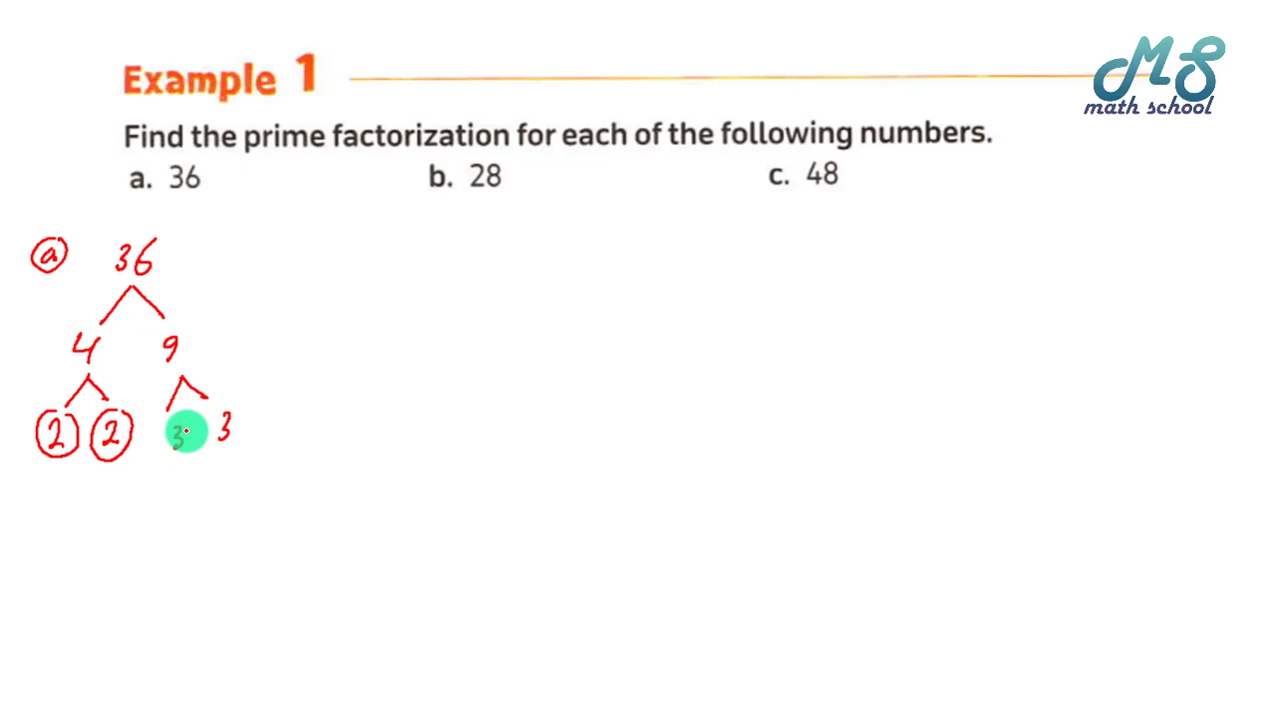 MS
math school
Example 1
Find the prime factorization for each of the following numbers.
a. 36 b. 28 c. 48
a 36
4 9
2 2 3 3